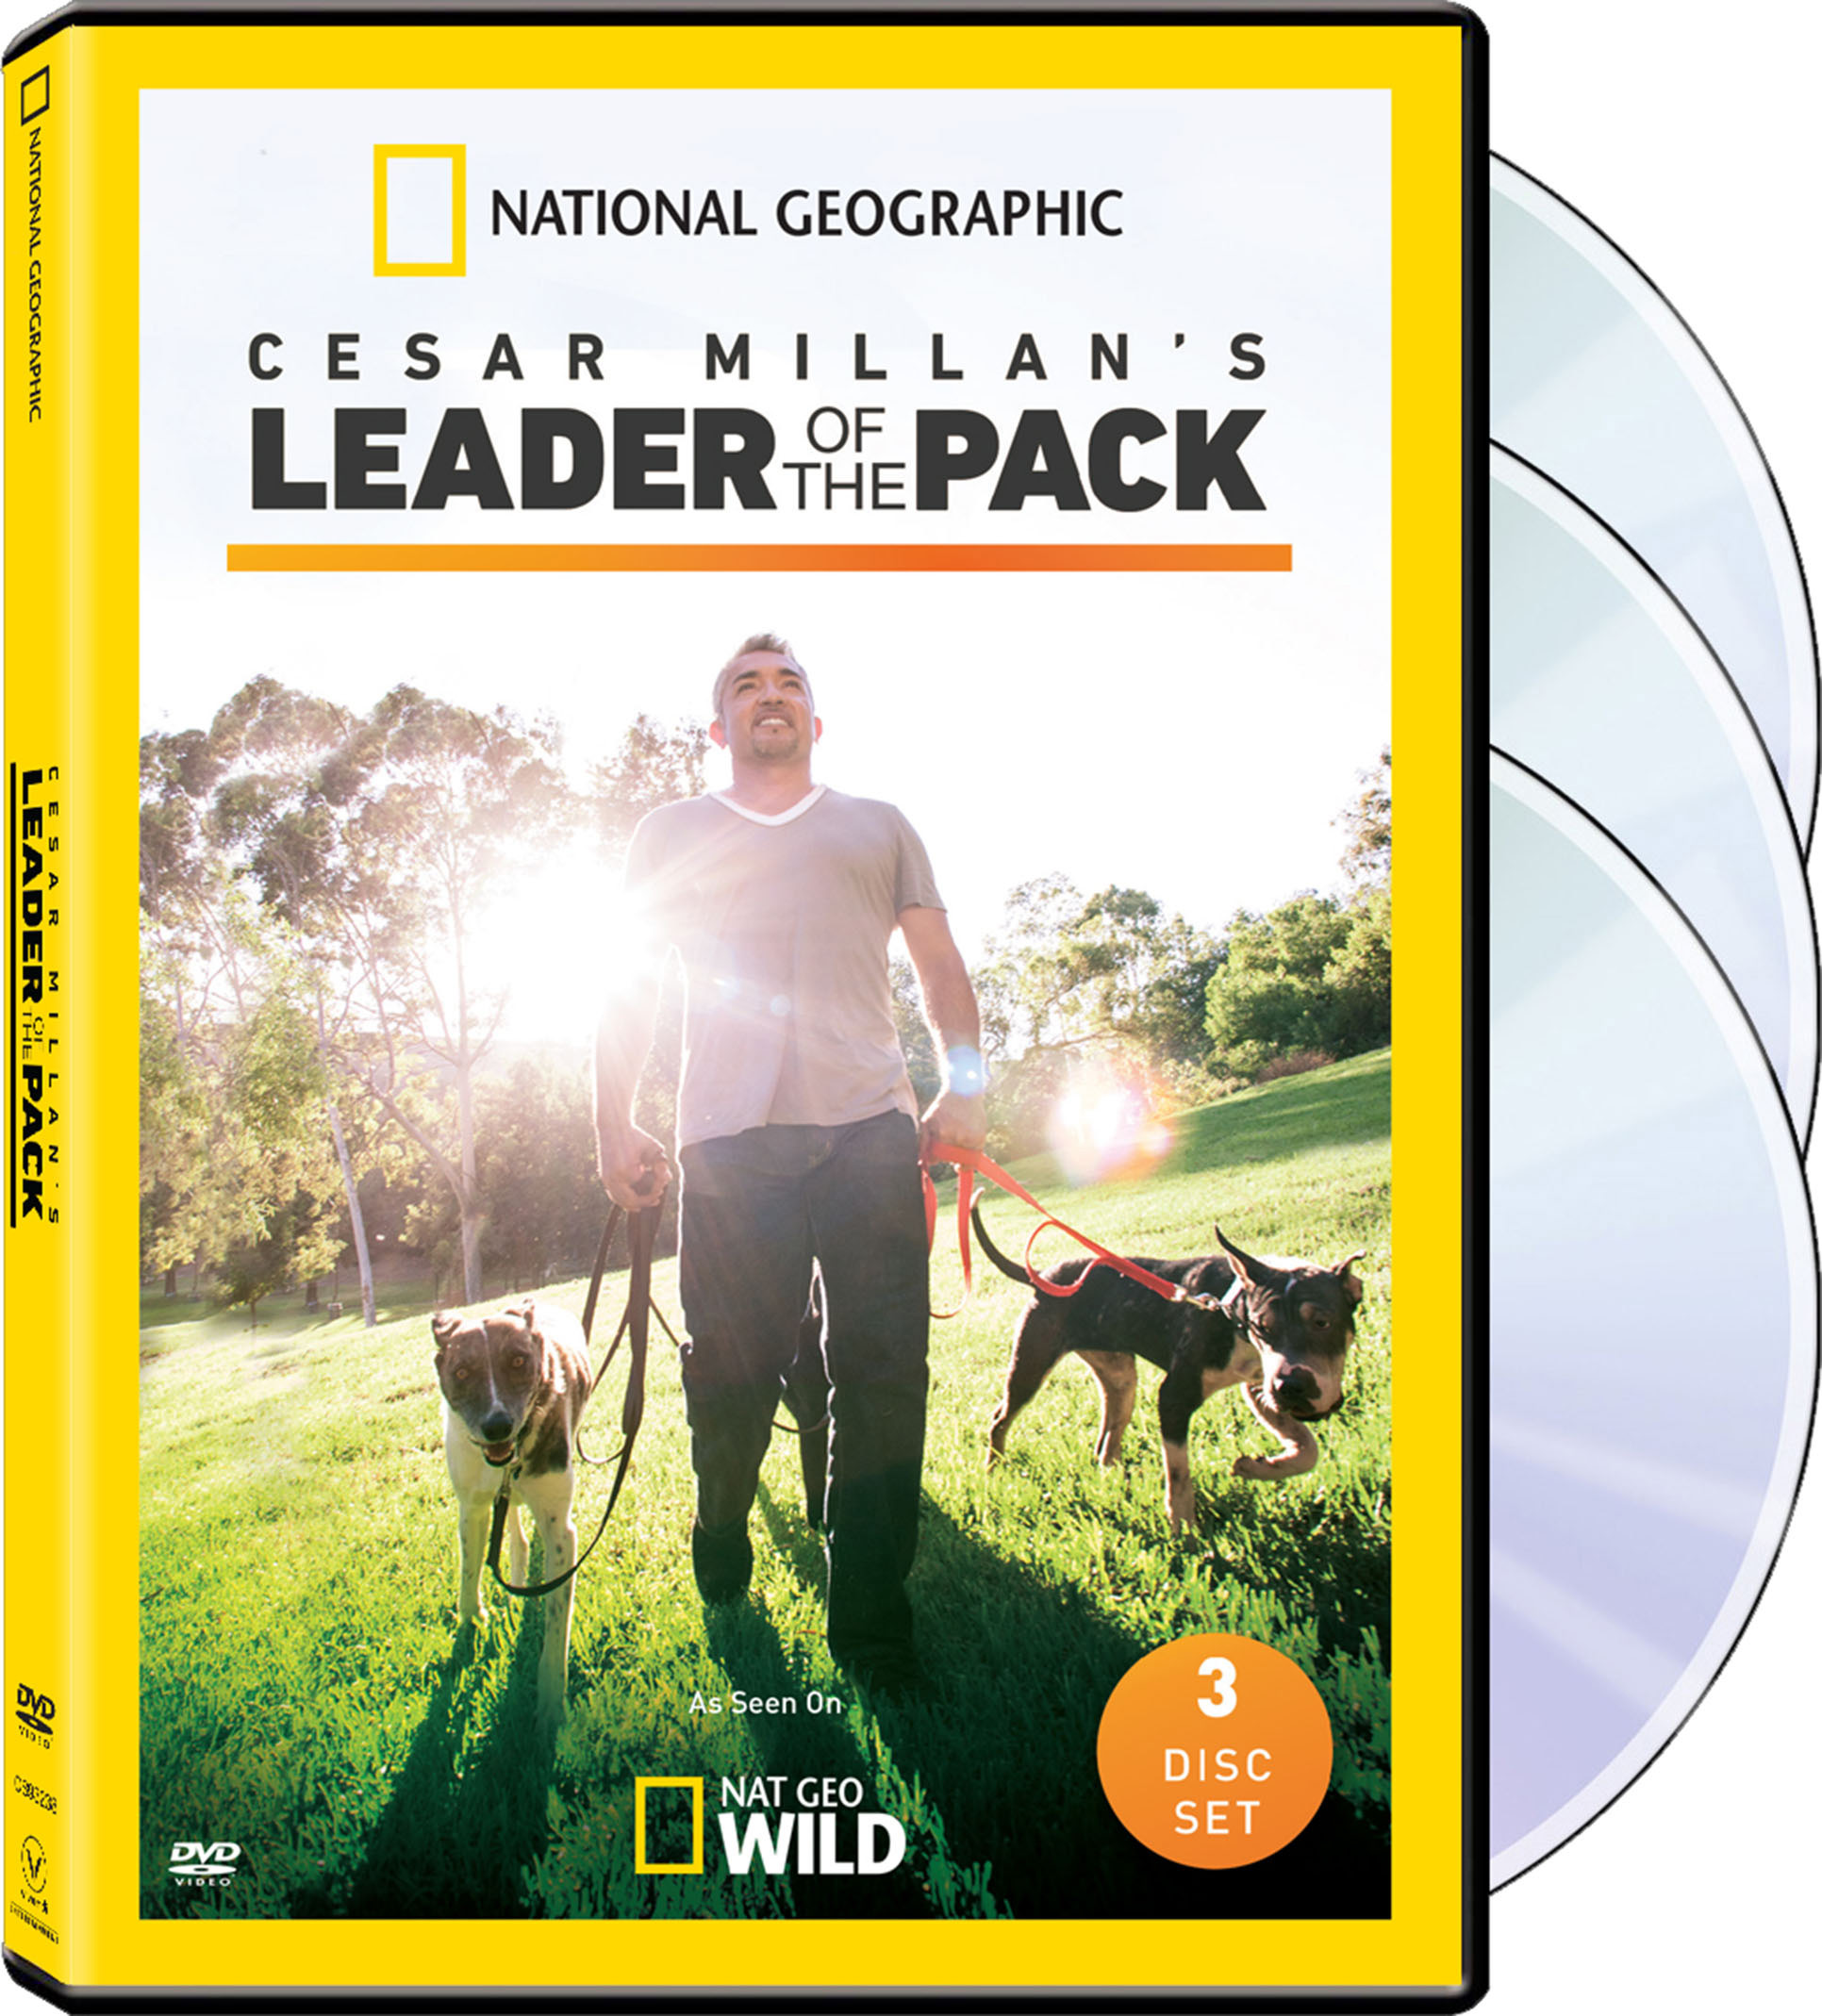 NATIONAL GEOGRAPHIC
CESAR MILLAN'S
LEADER OF THE PACK
As Seen On
NAT GEO
WILD
3
DISC
SET
DVD
VIDEO
NATIONAL GEOGRAPHIC
CESAR MILLAN'S
LEADER OF THE PACK
DVD
VIDEO